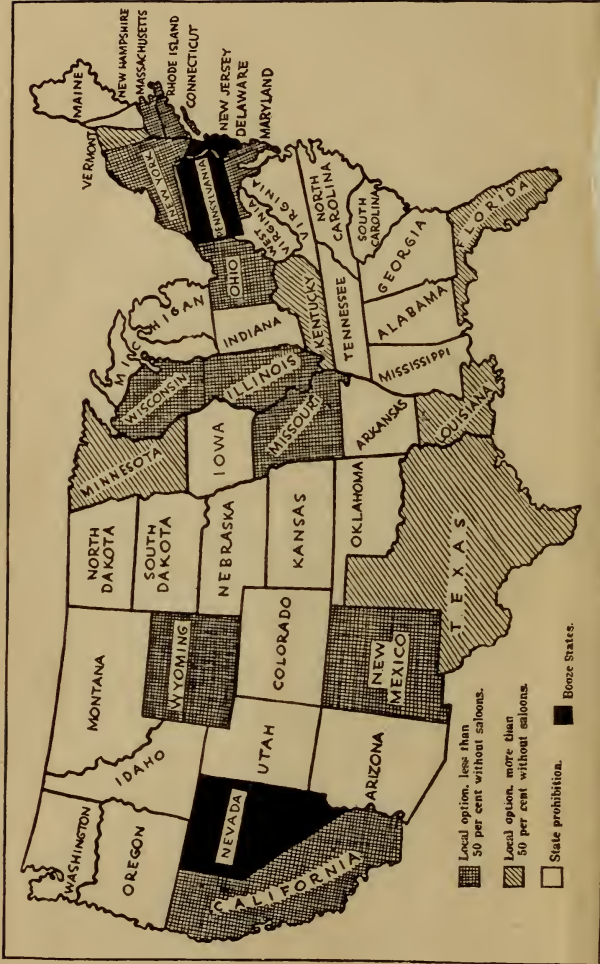 WASHINGTON
OREGON
CALIFORNIA
NEVADA
IDAHO
MONTANA
WYOMING
UTAH
COLORADO
ARIZONA
NEW
MEXICO
NORTH
DAKOTA
SOUTH
DAKOTA
NEBRASKA
KANSAS
OKLAHOMA
TEXAS
MINNESOTA
IOWA
MISSOURI
ARKANSAS
LOUISIANA
WISCONSIN
ILLINOIS
MICHIGAN
INDIANA
OHIO
KENTUCKY
TENNESSEE
MISSISSIPPI
ALABAMA
GEORGIA
FLORIDA
SOUTH
CAROLINA
NORTH
CAROLINA
VIRGINIA
WEST
VIRGINIA
PENNSYLVANIA
NEW YORK
VERMONT
MAINE
NEW HAMPSHIRE
MASSACHUSETTS
RHODE ISLAND
CONNECTICUT
NEW JERSEY
DELAWARE
MARYLAND
Local option, less than
50 per cent without saloons.
Local option, more than
50 per cent without saloons.
State prohibition.
Booze States.